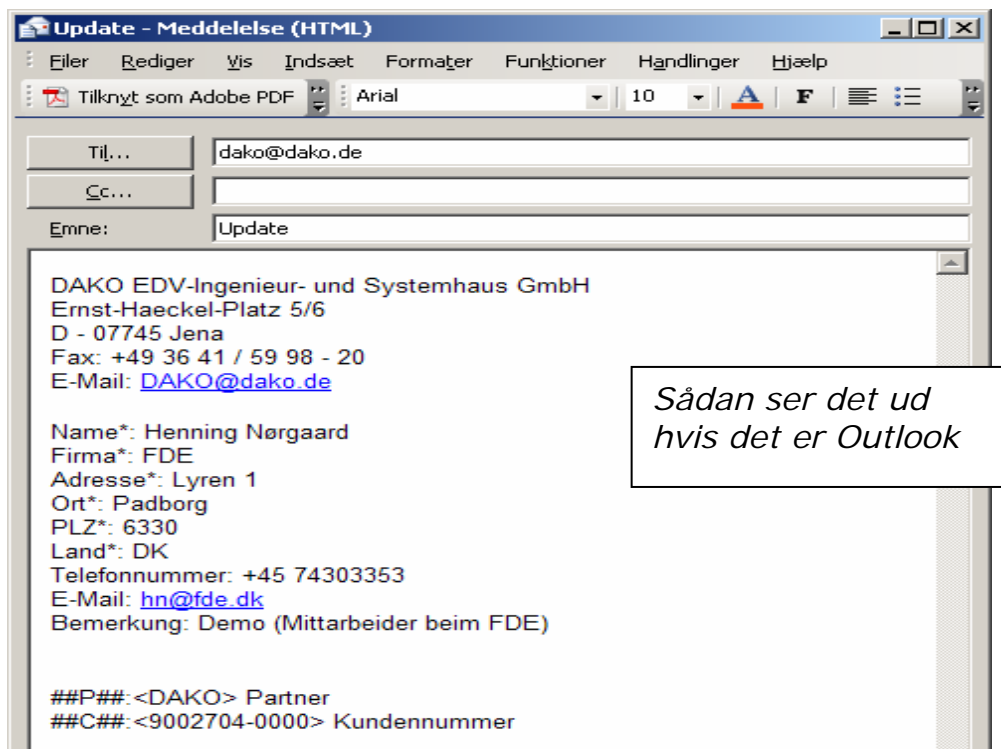 Update - Meddelelse (HTML)
Filer Rediger Vis Indsæt Formater Funktioner Handlinger Hjælp
Tilknyt som Adobe PDF Arial 10 A F
Til... dako@dako.de
Cc...
Emne: Update
DAKO EDV-Ingenieur- und Systemhaus GmbH
Ernst-Haeckel-Platz 5/6
D - 07745 Jena
Fax: +49 36 41 / 59 98 - 20
E-Mail: DAKO@dako.de
Sådan ser det ud
hvis det er Outlook
Name*: Henning Nørgaard
Firma*: FDE
Adresse*: Lyren 1
Ort*: Padborg
PLZ*: 6330
Land*: DK
Telefonnummer: +45 74303353
E-Mail: hn@fde.dk
Bemerkung: Demo (Mittarbeider beim FDE)
##P##:<DAKO> Partner
##C##:<9002704-0000> Kundennummer